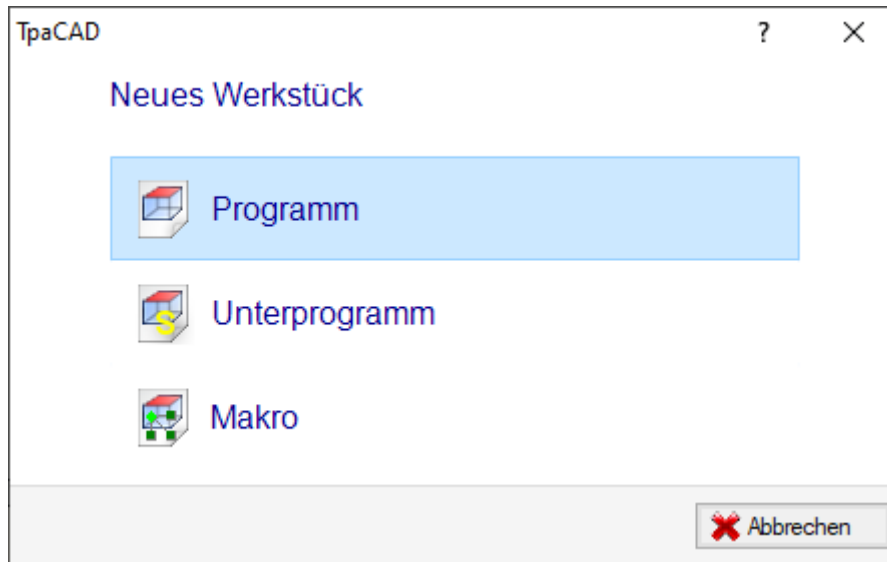 TpaCAD
Neues Werkstück
Programm
Unterprogramm
Makro
Abbrechen